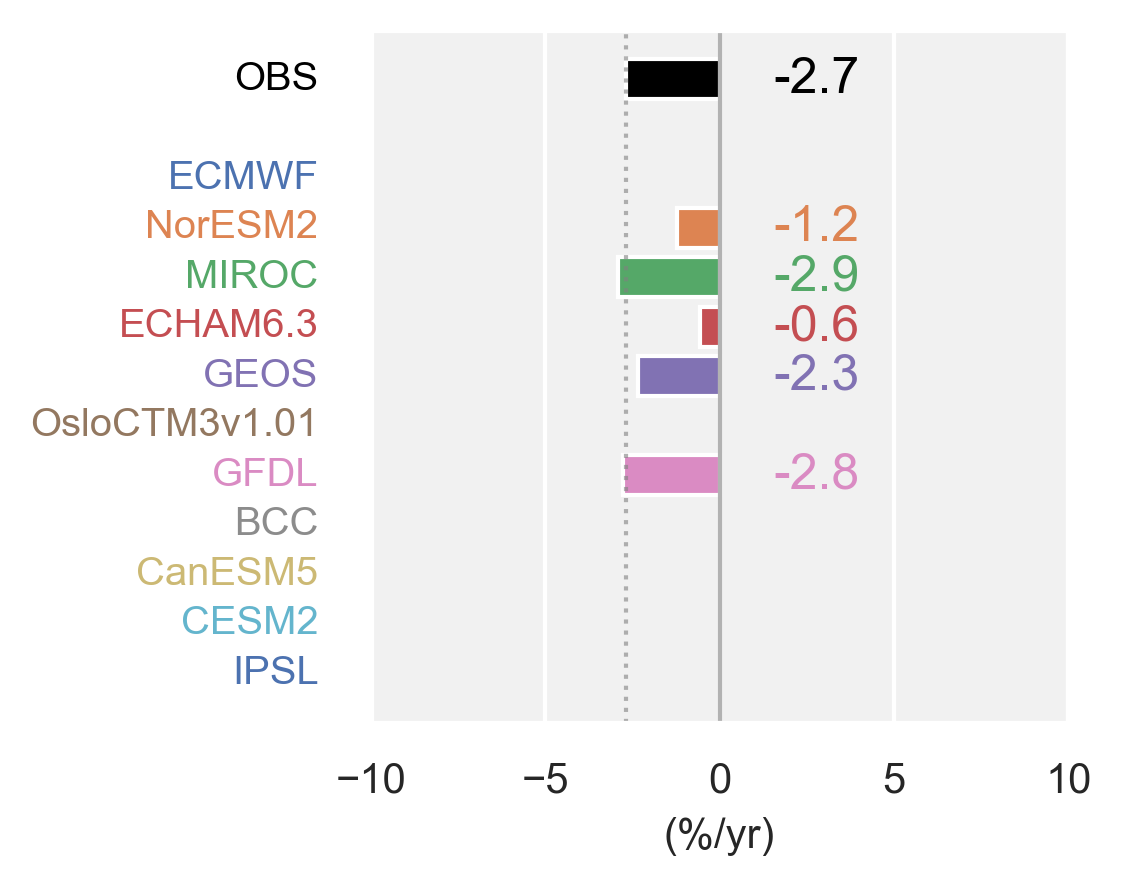 OBS -2.7
ECMWF
NorESM2 -1.2
MIROC -2.9
ECHAM6.3 -0.6
GEOS -2.3
OsloCTM3v1.01
GFDL -2.8
BCC
CanESM5
CESM2
IPSL
−10 −5 0 5 10
(%/yr)